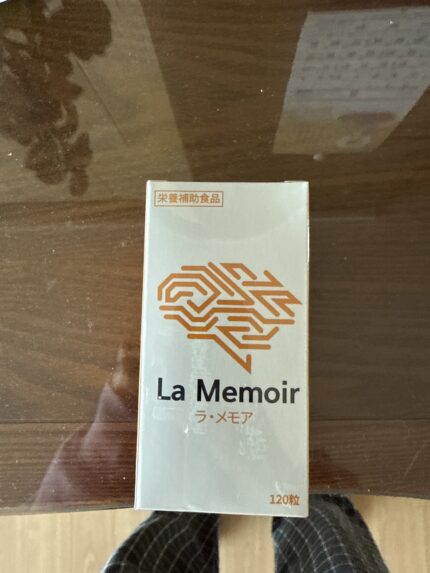 栄養補助食品
La Memoir
ラ・メモア
120粒